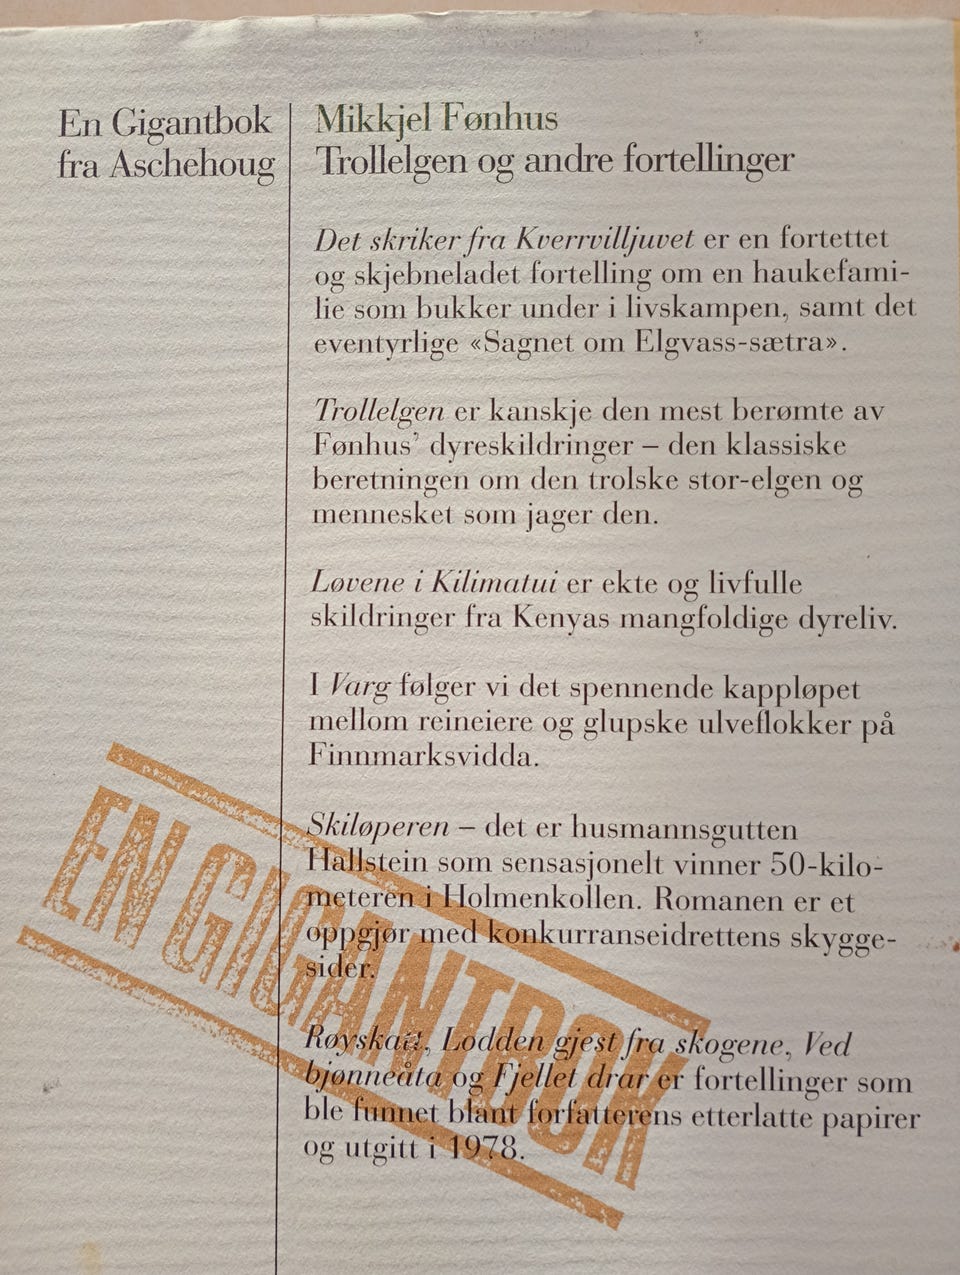 En Gigantbok
fra Aschehoug
Mikkjel Fønhus
Trollelgen og andre fortellinger
Det skriker fra Kverrvilljuvet er en fortettet
og skjebneladet fortelling om en haukefami-
lie som bukker under i livskampen, samt det
eventyrlige «Sagnet om Elgvass-sætra».
Trollelgen er kanskje den mest berømte av
Fønhus’ dyreskildringer – den klassiske
beretningen om den trolske stor-elgen og
mennesket som jager den.
Løvene i Kilimatui er ekte og livfulle
skildringer fra Kenyas mangfoldige dyreliv.
I Varg følger vi det spennende kappløpet
mellom reineiere og glupske ulveflokker på
Finnmarksvidda.
Skiløperen – det er husmannsgutten
Hallstein som sensasjonelt vinner 50-kilo-
meteren i Holmenkollen. Romanen er et
oppgjør med konkurranseidrettens skygge-
sider.
Røyskatt, Lodden gjest fra skogene, Ved
bjønneåta og Fjellet drar er fortellinger som
ble funnet blant forfatterens etterlatte papirer
og utgitt i 1978.
EN GIGANTBOK